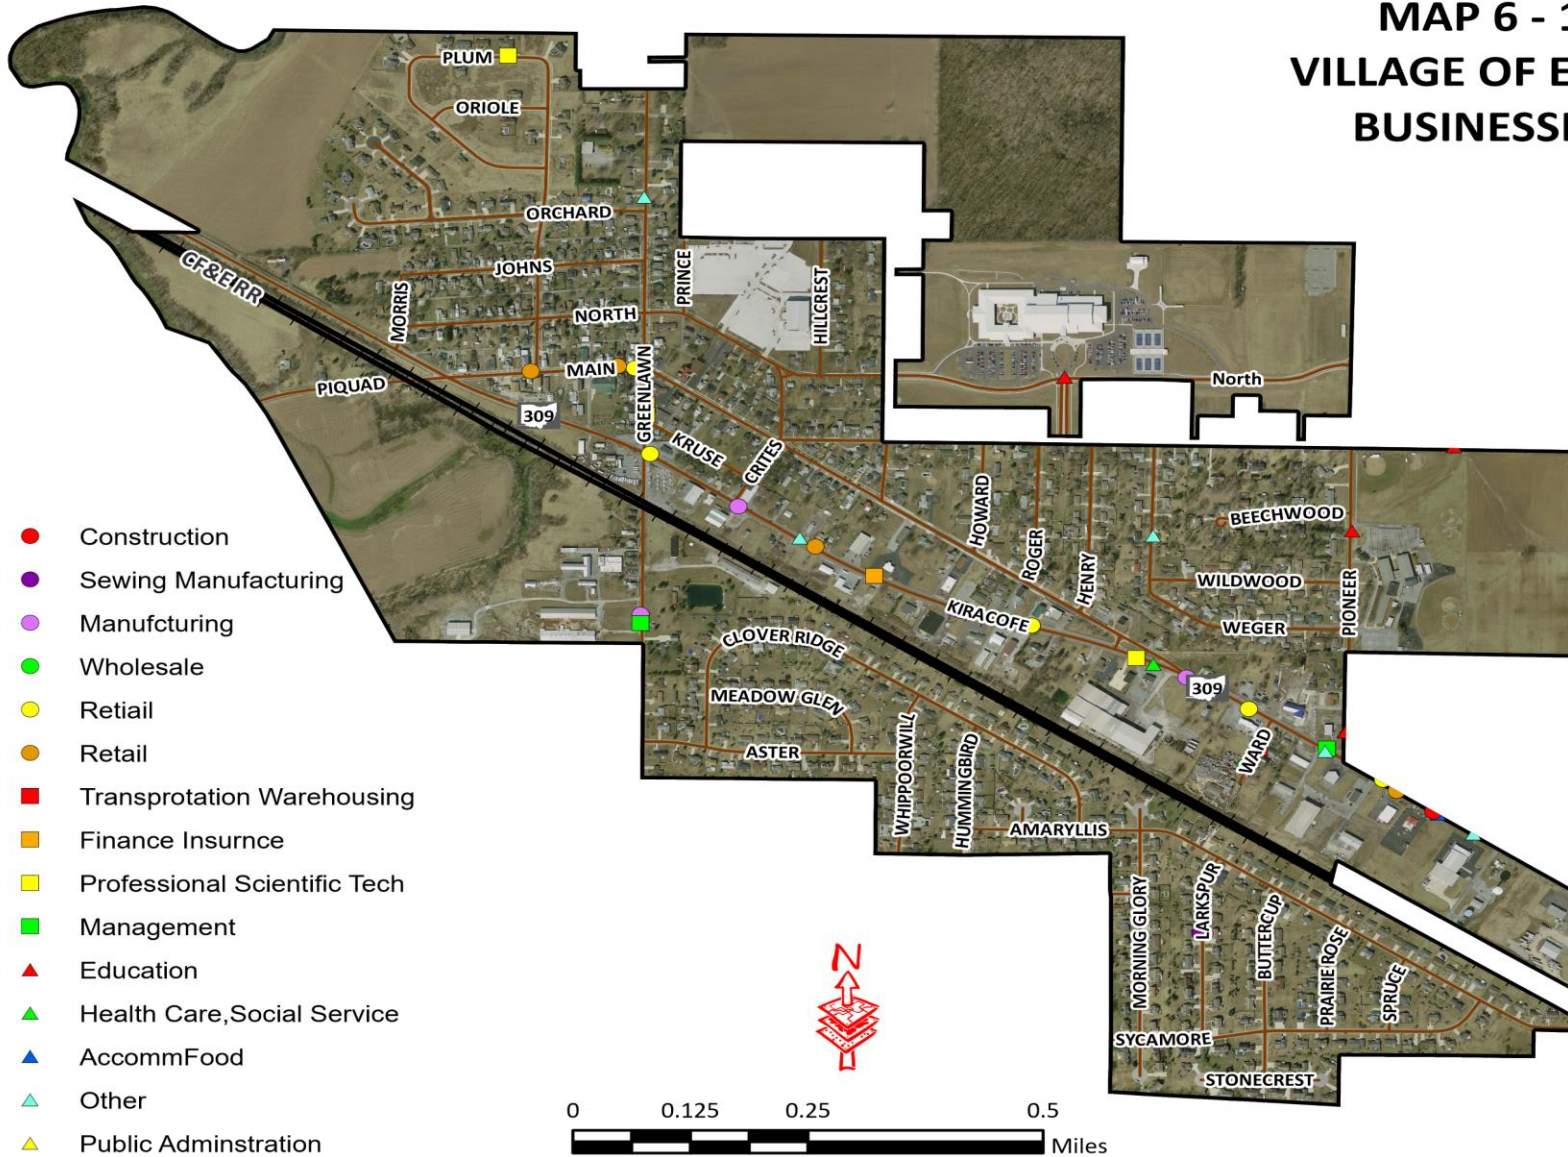 MAP 6 - 1
VILLAGE OF E
BUSINESS
PLUM
ORIOLE
ORCHARD
JOHNS
MORRIS
NORTH
PRINCE
HILLCREST
CF&E RR
PIQUAD
MAIN
GREENLAWN
309
KRUSE
CRITES
North
HOWARD
ROGER
HENRY
BEECHWOOD
WILDWOOD
WEGER
PIONEER
KIRACOFE
309
WARD
CLOVER RIDGE
MEADOW GLEN
ASTER
WHIPPOORWILL
HUMMINGBIRD
AMARYLLIS
MORNING GLORY
LARKSPUR
BUTTERCUP
PRAIRIE ROSE
SPRUCE
SYCAMORE
STONECREST
Construction
Sewing Manufacturing
Manufcturing
Wholesale
Retiail
Retail
Transprotation Warehousing
Finance Insurnce
Professional Scientific Tech
Management
Education
Health Care,Social Service
AccommFood
Other
Public Adminstration
N
0 0.125 0.25 0.5
Miles